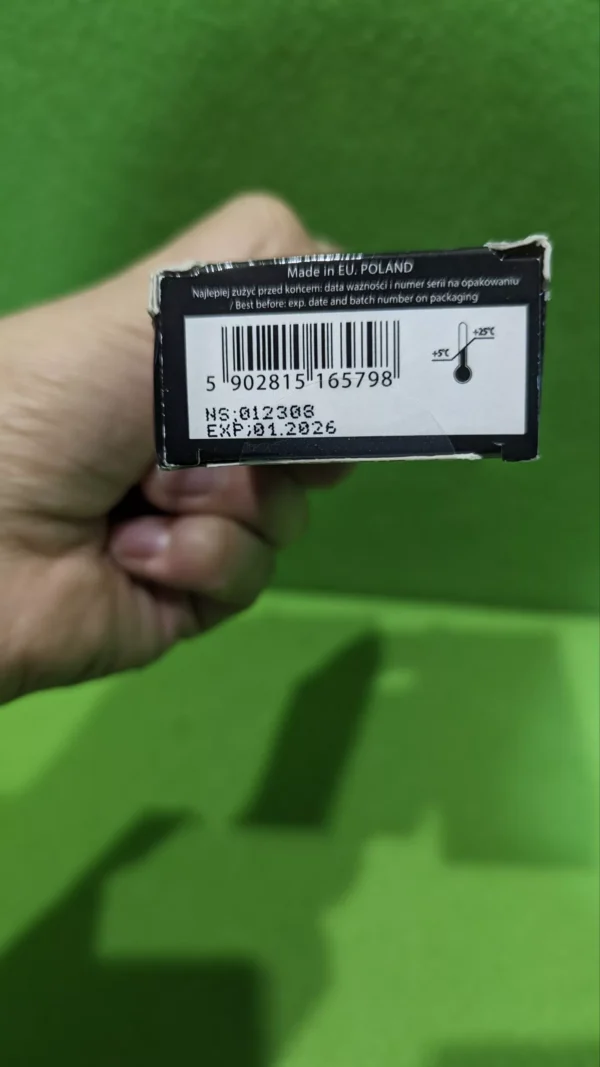 Made in EU. POLAND
Najlepiej zużyć przed końcem: data ważności i numer serii na opakowaniu
/ Best before: exp. date and batch number on packaging
+25°C
+5°C
5 902815 165798
NS:012308
EXP:01.2026